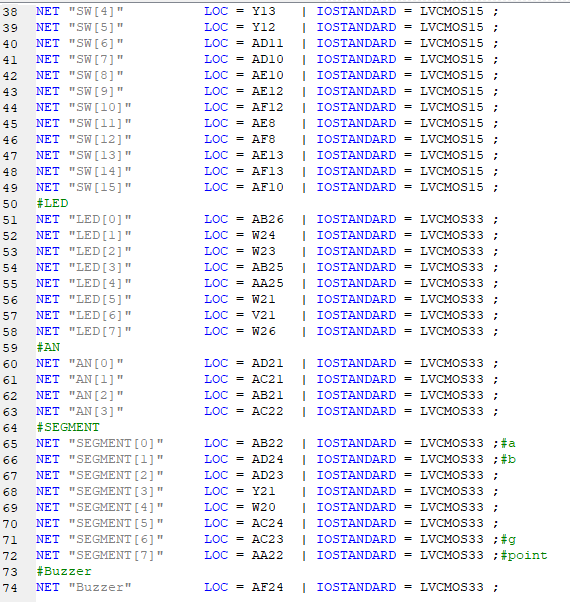 38 NET "SW[4]" LOC = Y13 | IOSTANDARD = LVCMOS15 ;
39 NET "SW[5]" LOC = Y12 | IOSTANDARD = LVCMOS15 ;
40 NET "SW[6]" LOC = AD11 | IOSTANDARD = LVCMOS15 ;
41 NET "SW[7]" LOC = AD10 | IOSTANDARD = LVCMOS15 ;
42 NET "SW[8]" LOC = AE10 | IOSTANDARD = LVCMOS15 ;
43 NET "SW[9]" LOC = AE12 | IOSTANDARD = LVCMOS15 ;
44 NET "SW[10]" LOC = AF12 | IOSTANDARD = LVCMOS15 ;
45 NET "SW[11]" LOC = AE8 | IOSTANDARD = LVCMOS15 ;
46 NET "SW[12]" LOC = AF8 | IOSTANDARD = LVCMOS15 ;
47 NET "SW[13]" LOC = AE13 | IOSTANDARD = LVCMOS15 ;
48 NET "SW[14]" LOC = AF13 | IOSTANDARD = LVCMOS15 ;
49 NET "SW[15]" LOC = AF10 | IOSTANDARD = LVCMOS15 ;
50 #LED
51 NET "LED[0]" LOC = AB26 | IOSTANDARD = LVCMOS33 ;
52 NET "LED[1]" LOC = W24 | IOSTANDARD = LVCMOS33 ;
53 NET "LED[2]" LOC = W23 | IOSTANDARD = LVCMOS33 ;
54 NET "LED[3]" LOC = AB25 | IOSTANDARD = LVCMOS33 ;
55 NET "LED[4]" LOC = AA25 | IOSTANDARD = LVCMOS33 ;
56 NET "LED[5]" LOC = W21 | IOSTANDARD = LVCMOS33 ;
57 NET "LED[6]" LOC = V21 | IOSTANDARD = LVCMOS33 ;
58 NET "LED[7]" LOC = W26 | IOSTANDARD = LVCMOS33 ;
59 #AN
60 NET "AN[0]" LOC = AD21 | IOSTANDARD = LVCMOS33 ;
61 NET "AN[1]" LOC = AC21 | IOSTANDARD = LVCMOS33 ;
62 NET "AN[2]" LOC = AB21 | IOSTANDARD = LVCMOS33 ;
63 NET "AN[3]" LOC = AC22 | IOSTANDARD = LVCMOS33 ;
64 #SEGMENT
65 NET "SEGMENT[0]" LOC = AB22 | IOSTANDARD = LVCMOS33 ;#a
66 NET "SEGMENT[1]" LOC = AD24 | IOSTANDARD = LVCMOS33 ;#b
67 NET "SEGMENT[2]" LOC = AD23 | IOSTANDARD = LVCMOS33 ;
68 NET "SEGMENT[3]" LOC = Y21 | IOSTANDARD = LVCMOS33 ;
69 NET "SEGMENT[4]" LOC = W20 | IOSTANDARD = LVCMOS33 ;
70 NET "SEGMENT[5]" LOC = AC24 | IOSTANDARD = LVCMOS33 ;
71 NET "SEGMENT[6]" LOC = AC23 | IOSTANDARD = LVCMOS33 ;#g
72 NET "SEGMENT[7]" LOC = AA22 | IOSTANDARD = LVCMOS33 ;#point
73 #Buzzer
74 NET "Buzzer" LOC = AF24 | IOSTANDARD = LVCMOS33 ;